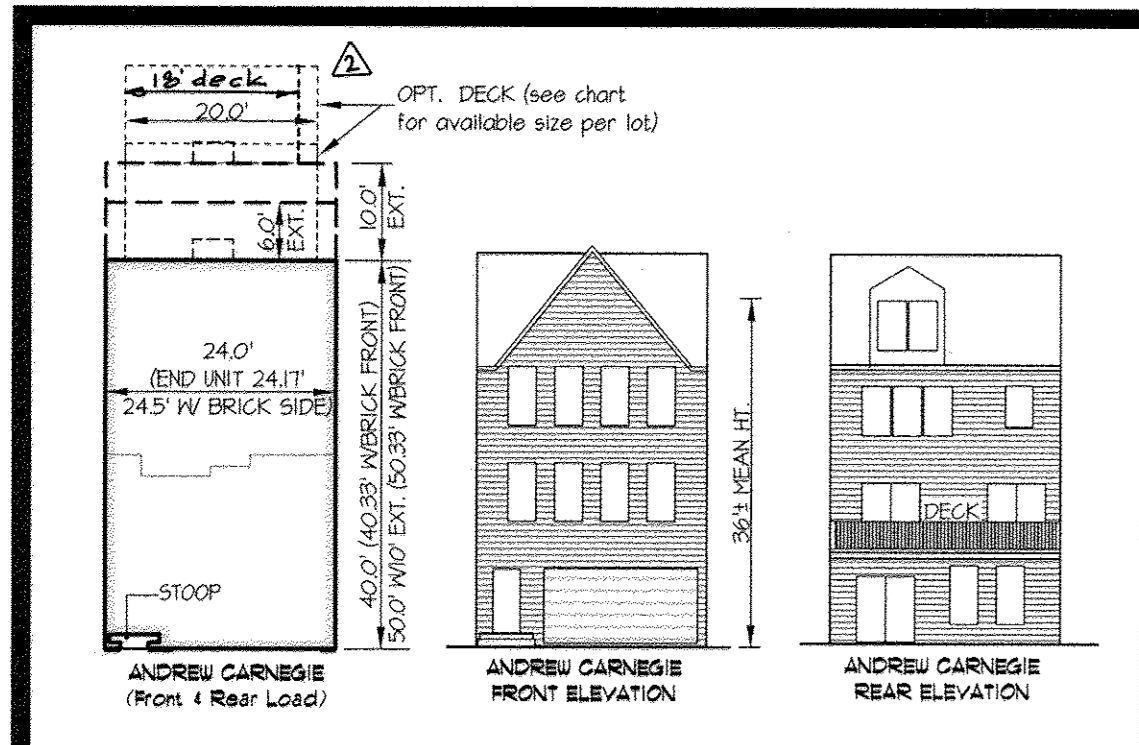 2
18' deck
20.0'
OPT. DECK (see chart
for available size per lot)
6.0'
EXT.
10.0'
EXT.
24.0'
(END UNIT 24.17'
24.5' W/ BRICK SIDE)
40.0' (40.33' WBRICK FRONT)
50.0' W10' EXT. (50.33' WBRICK FRONT)
STOOP
ANDREW CARNEGIE
(Front & Rear Load)
36'± MEAN HT.
ANDREW CARNEGIE
FRONT ELEVATION
DECK
ANDREW CARNEGIE
REAR ELEVATION